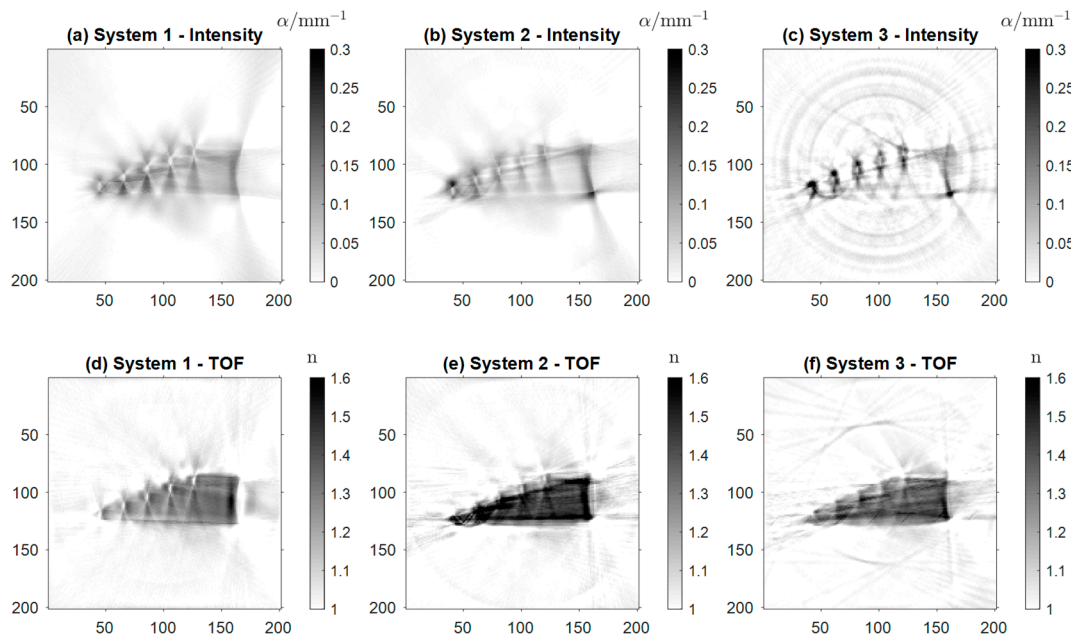 α/mm⁻¹ α/mm⁻¹ α/mm⁻¹
(a) System 1 - Intensity (b) System 2 - Intensity (c) System 3 - Intensity
0.3 0.3 0.3
50 0.25 50 0.25 50 0.25
0.2 0.2 0.2
100 0.15 100 0.15 100 0.15
0.1 0.1 0.1
150 150 150
0.05 0.05 0.05
200 0 200 0 200 0
50 100 150 200 50 100 150 200 50 100 150 200
(d) System 1 - TOF n (e) System 2 - TOF n (f) System 3 - TOF n
1.6 1.6 1.6
50 1.5 50 1.5 50 1.5
1.4 1.4 1.4
100 1.3 100 1.3 100 1.3
1.2 1.2 1.2
150 150 150
1.1 1.1 1.1
200 1 200 1 200 1
50 100 150 200 50 100 150 200 50 100 150 200